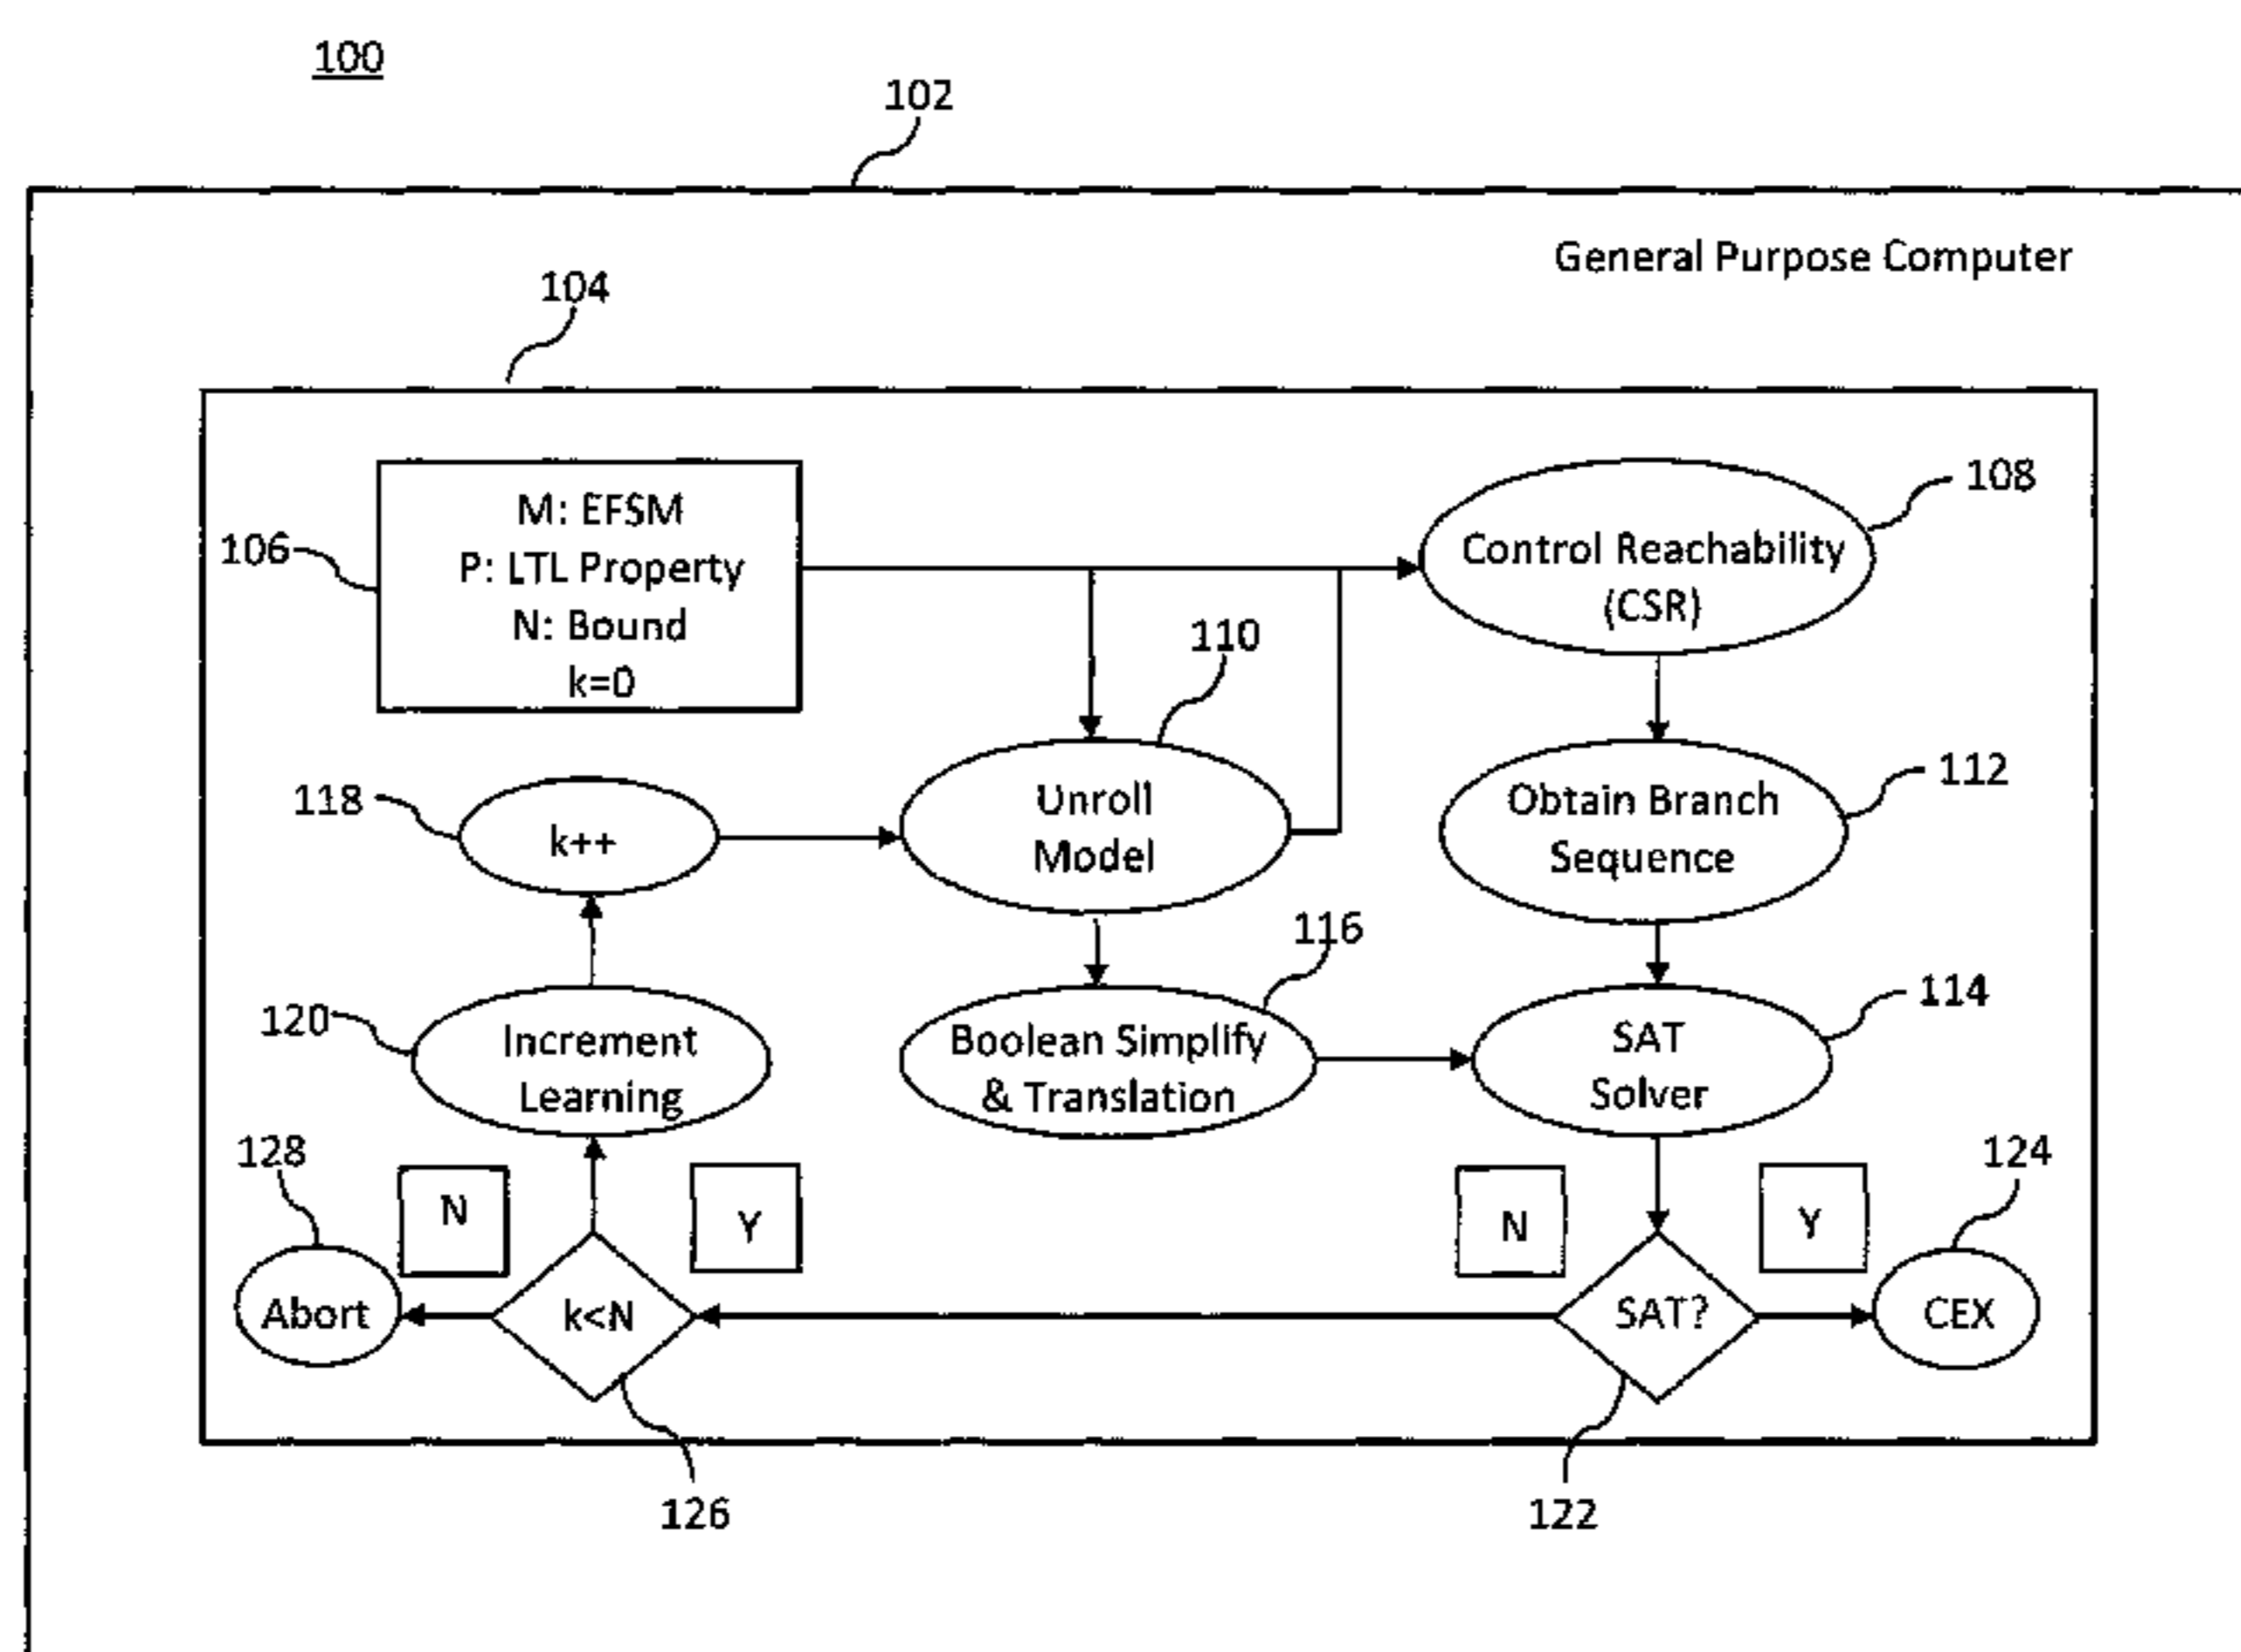 100
102
General Purpose Computer
104
M: EFSM
P: LTL Property
N: Bound
k=0
106
108
Control Reachability
(CSR)
110
118
k++
Unroll
Model
112
Obtain Branch
Sequence
116
120
Increment
Learning
Boolean Simplify
& Translation
114
SAT
Solver
128
N
Y
N
Y
124
Abort
k<N
SAT?
CEX
126
122